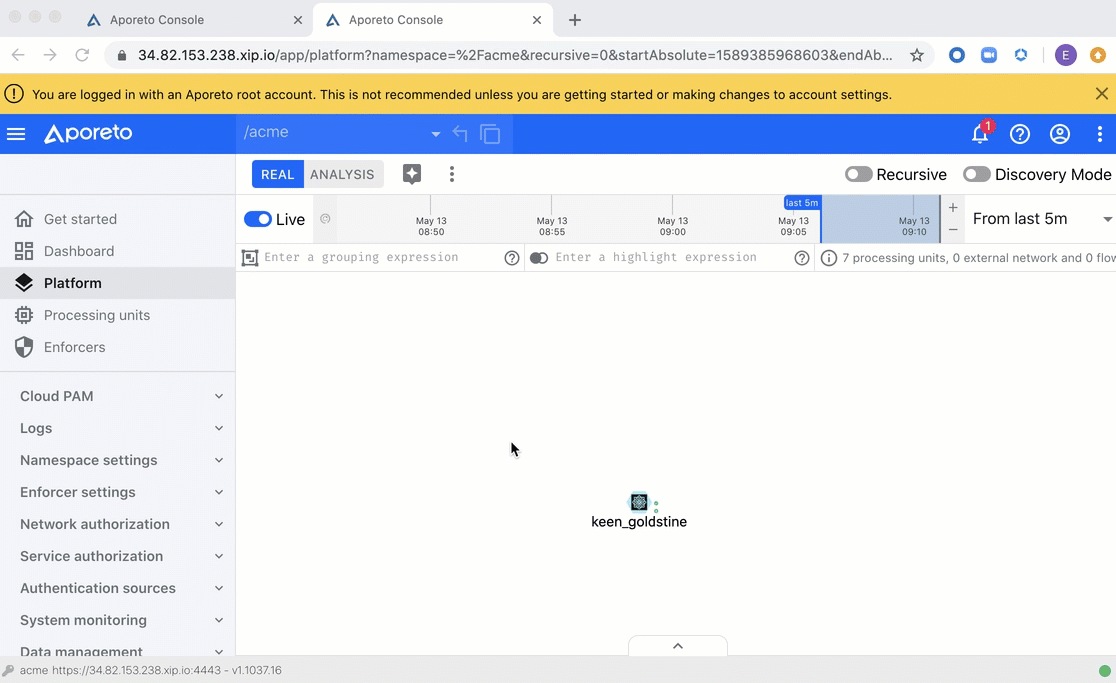 Aporeto Console
Aporeto Console
34.82.153.238.xip.io/app/platform?namespace=%2Facme&recursive=0&startAbsolute=1589385968603&endAb...
E
You are logged in with an Aporeto root account. This is not recommended unless you are getting started or making changes to account settings.
aporeto
/acme
1
REAL
ANALYSIS
Recursive
Discovery Mode
Live
May 13
08:50
May 13
08:55
May 13
09:00
last 5m
May 13
09:05
May 13
09:10
From last 5m
Enter a grouping expression
Enter a highlight expression
7 processing units, 0 external network and 0 flow
Get started
Dashboard
Platform
Processing units
Enforcers
Cloud PAM
Logs
Namespace settings
Enforcer settings
Network authorization
Service authorization
Authentication sources
System monitoring
Data management
keen_goldstine
acme https://34.82.153.238.xip.io:4443 - v1.1037.16